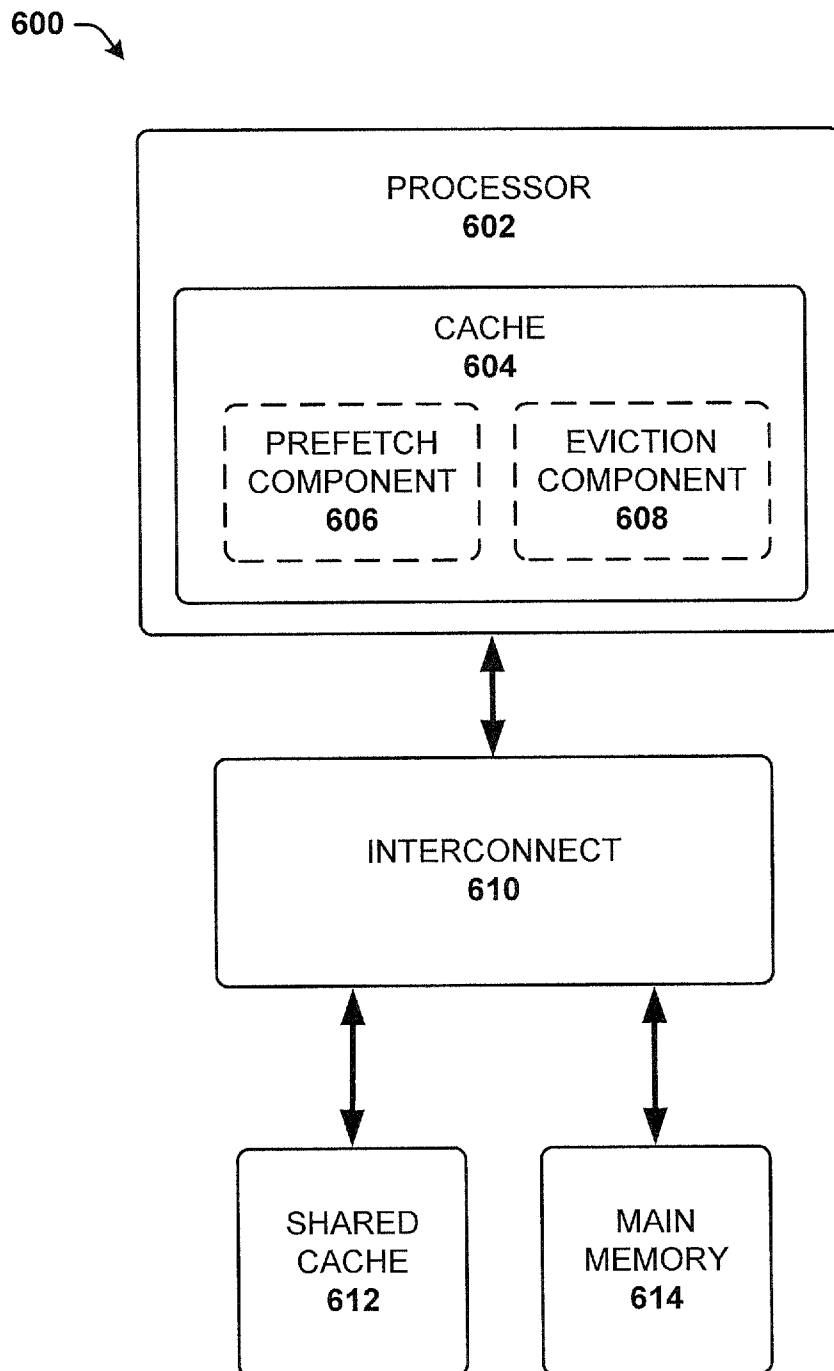 600
PROCESSOR
602
CACHE
604
PREFETCH
COMPONENT
606
EVICTION
COMPONENT
608
INTERCONNECT
610
SHARED
CACHE
612
MAIN
MEMORY
614